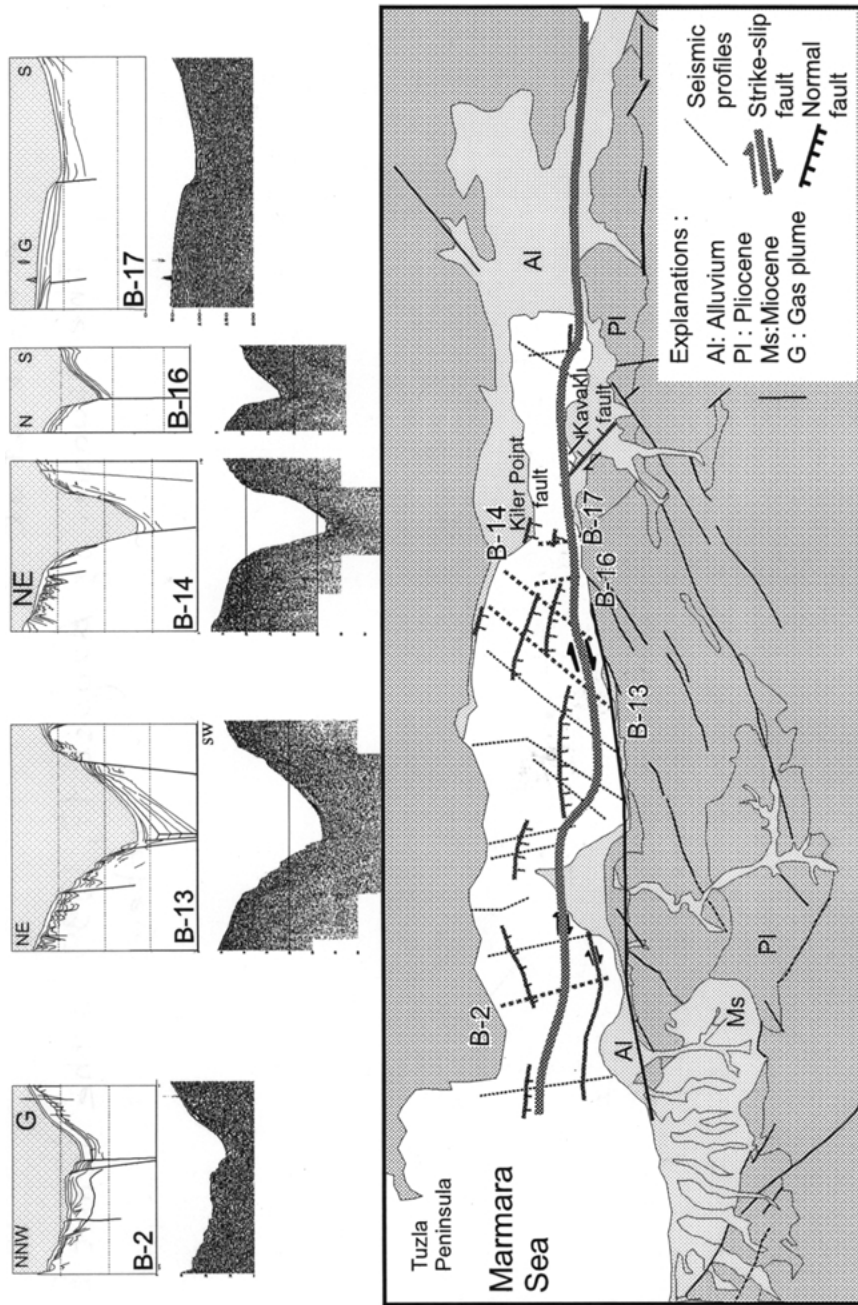 NNW
G
B-2
NE
SW
B-13
NE
B-14
N
S
B-16
G
S
B-17
Tuzla
Peninsula
Marmara
Sea
B-2
B-13
B-14
B-16
B-17
Kiler Point
fault
Kavaklı
fault
Al
Al
Pl
Pl
Ms
Explanations :
Al: Alluvium
Pl : Pliocene
Ms:Miocene
G : Gas plume
Seismic
profiles
Strike-slip
fault
Normal
fault